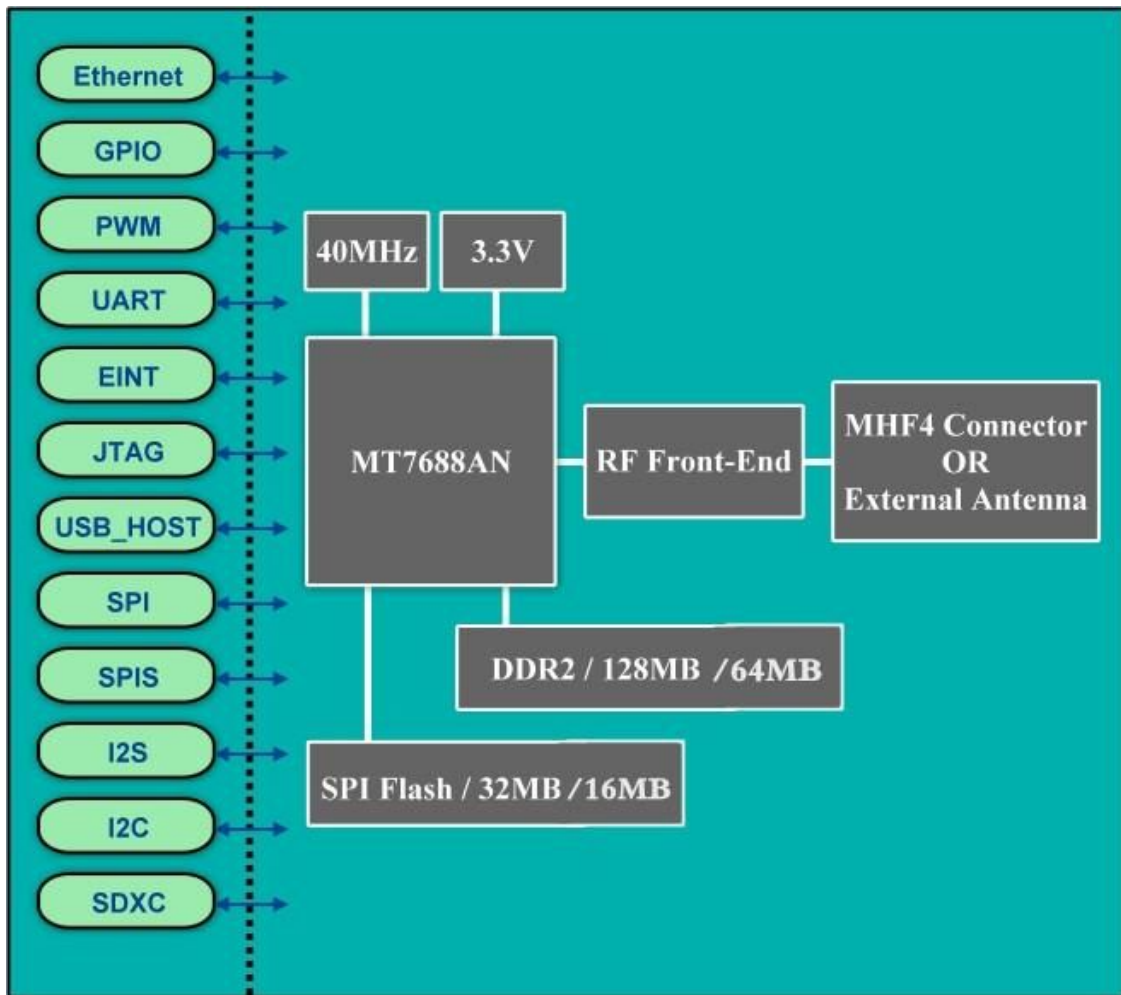 Ethernet
GPIO
PWM
UART
EINT
JTAG
USB_HOST
SPI
SPIS
I2S
I2C
SDXC
40MHz
3.3V
MT7688AN
RF Front-End
MHF4 Connector
OR
External Antenna
DDR2 / 128MB /64MB
SPI Flash / 32MB /16MB